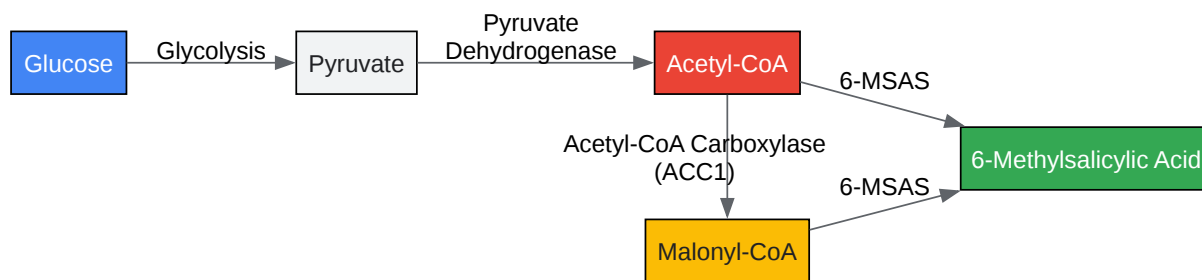 Glucose
Glycolysis
Pyruvate
Pyruvate
Dehydrogenase
Acetyl-CoA
6-MSAS
Acetyl-CoA Carboxylase
(ACC1)
6-Methylsalicylic Acid
6-MSAS
Malonyl-CoA